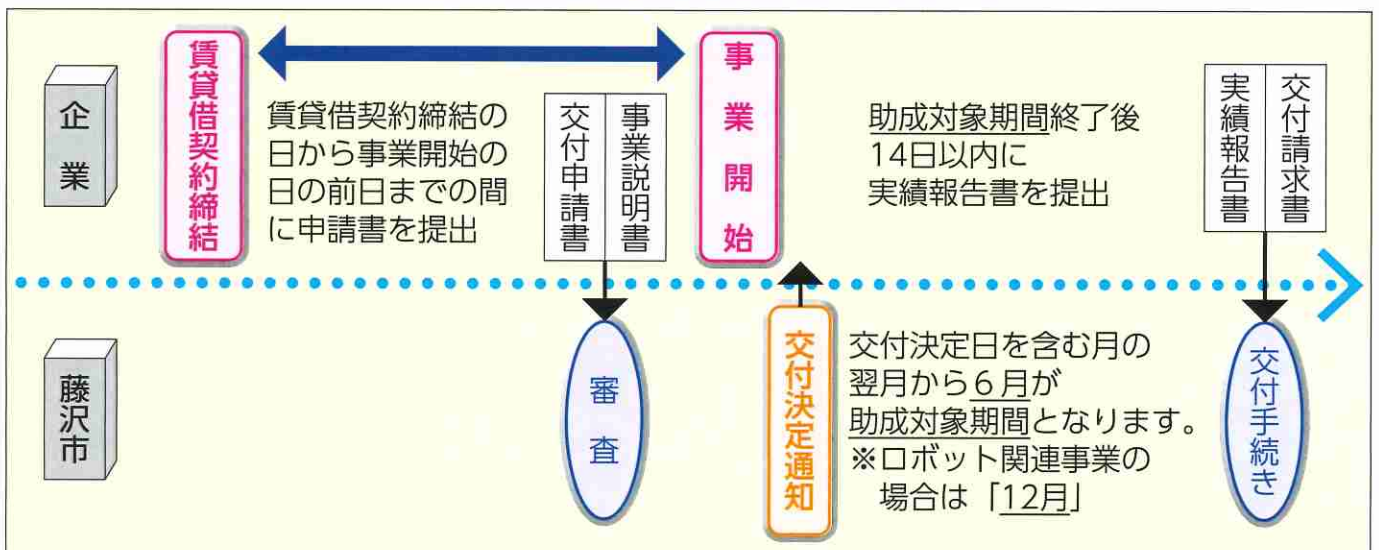 企業
賃貸借契約締結
賃貸借契約締結の
日から事業開始の
日の前日までの間
に申請書を提出
交付申請書
事業説明書
事業開始
助成対象期間終了後
14日以内に
実績報告書を提出
実績報告書
交付請求書
藤沢市
審査
交付決定通知
交付決定日を含む月の
翌月から6月が
助成対象期間となります。
※ロボット関連事業の
場合は「12月」
交付手続き